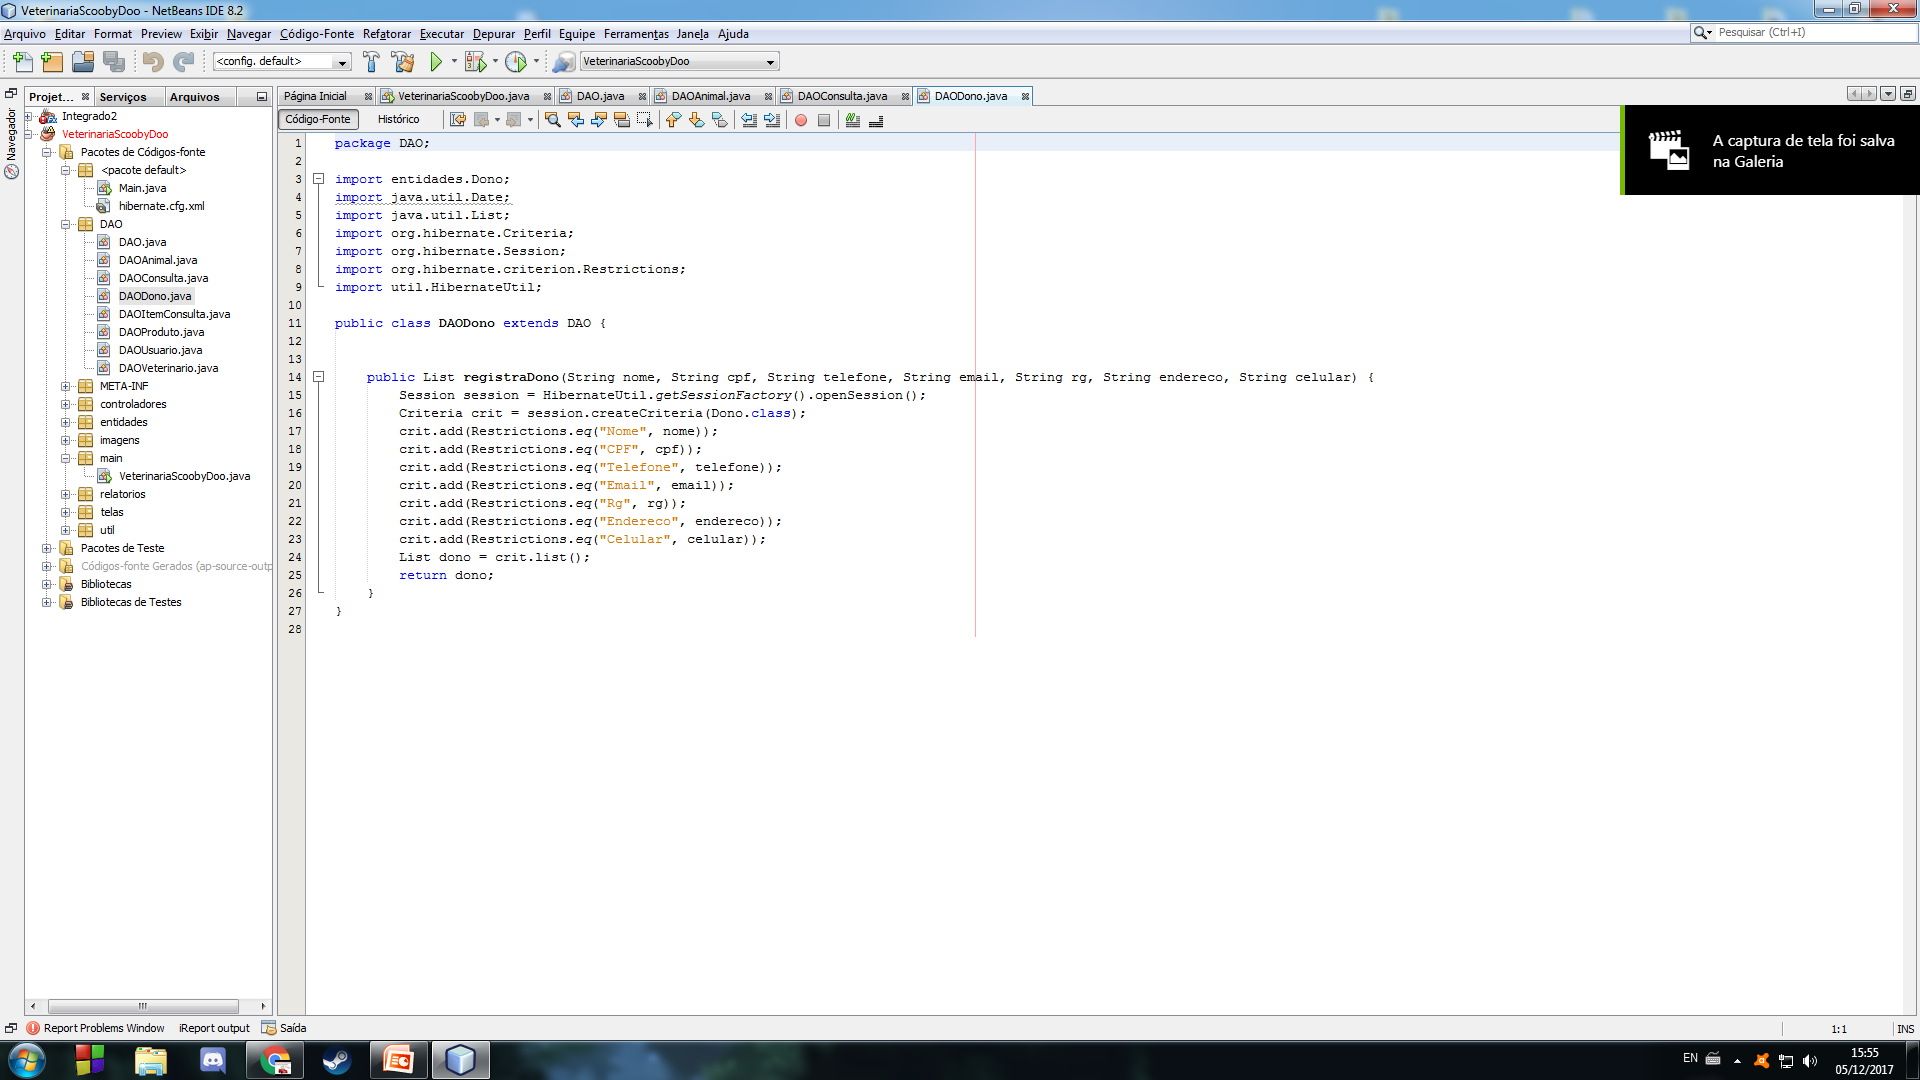 VeterinariaScoobyDoo - NetBeans IDE 8.2
Arquivo Editar Format Preview Exibir Navegar Código-Fonte Refatorar Executar Depurar Perfil Equipe Ferramentas Janela Ajuda
Pesquisar (Ctrl+I)
<config. default>
VeterinariaScoobyDoo
Navegador
Projet... Serviços Arquivos
Página Inicial VeterinariaScoobyDoo.java DAO.java DAOAnimal.java DAOConsulta.java DAODono.java
Código-Fonte Histórico
A captura de tela foi salva
na Galeria
Integrado2
VeterinariaScoobyDoo
Pacotes de Códigos-fonte
<pacote default>
Main.java
hibernate.cfg.xml
DAO
DAO.java
DAOAnimal.java
DAOConsulta.java
DAODono.java
DAOItemConsulta.java
DAOProduto.java
DAOUsuario.java
DAOVeterinario.java
META-INF
controladores
entidades
imagens
main
VeterinariaScoobyDoo.java
relatorios
telas
util
Pacotes de Teste
Códigos-fonte Gerados (ap-source-outp
Bibliotecas
Bibliotecas de Testes
1 package DAO;
2
3 import entidades.Dono;
4 import java.util.Date;
5 import java.util.List;
6 import org.hibernate.Criteria;
7 import org.hibernate.Session;
8 import org.hibernate.criterion.Restrictions;
9 import util.HibernateUtil;
10
11 public class DAODono extends DAO {
12
13
14 public List registraDono(String nome, String cpf, String telefone, String email, String rg, String endereco, String celular) {
15 Session session = HibernateUtil.getSessionFactory().openSession();
16 Criteria crit = session.createCriteria(Dono.class);
17 crit.add(Restrictions.eq("Nome", nome));
18 crit.add(Restrictions.eq("CPF", cpf));
19 crit.add(Restrictions.eq("Telefone", telefone));
20 crit.add(Restrictions.eq("Email", email));
21 crit.add(Restrictions.eq("Rg", rg));
22 crit.add(Restrictions.eq("Endereco", endereco));
23 crit.add(Restrictions.eq("Celular", celular));
24 List dono = crit.list();
25 return dono;
26 }
27 }
28
Report Problems Window iReport output Saída
1:1 INS
EN
15:55
05/12/2017